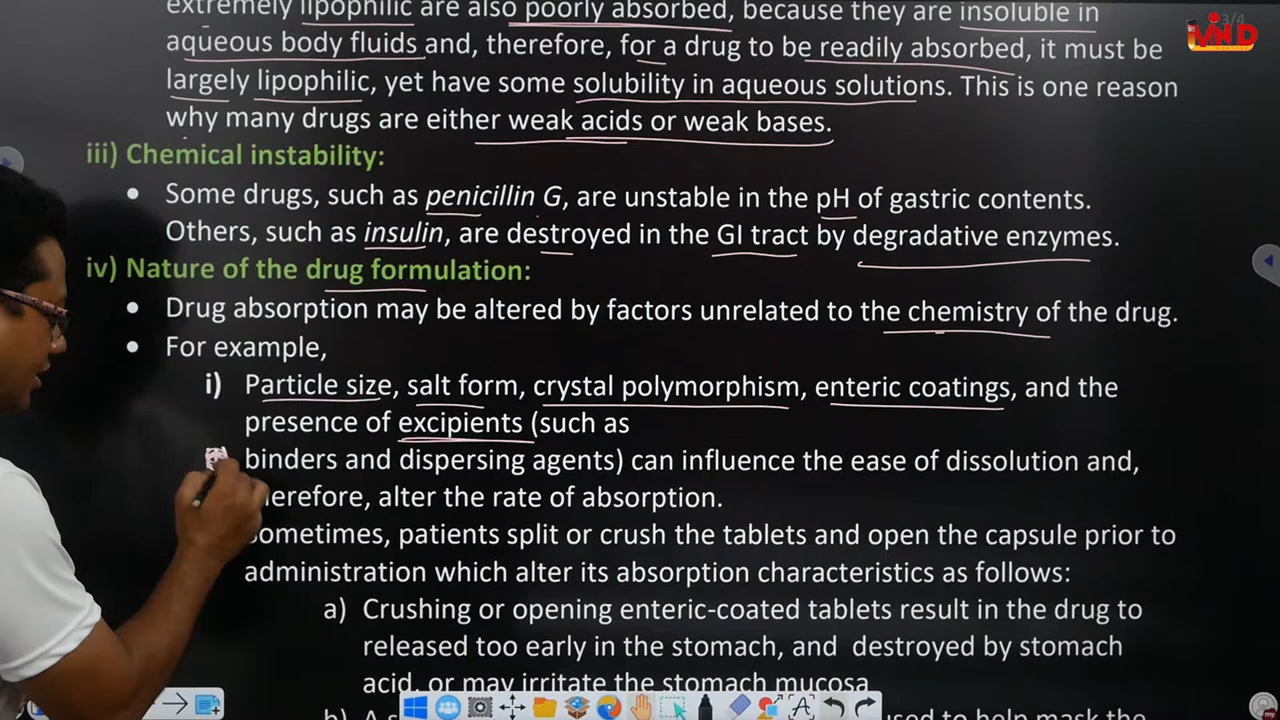 extremely lipophilic are also poorly absorbed, because they are insoluble in
aqueous body fluids and, therefore, for a drug to be readily absorbed, it must be
largely lipophilic, yet have some solubility in aqueous solutions. This is one reason
why many drugs are either weak acids or weak bases.
iii) Chemical instability:
• Some drugs, such as penicillin G, are unstable in the pH of gastric contents.
Others, such as insulin, are destroyed in the GI tract by degradative enzymes.
iv) Nature of the drug formulation:
• Drug absorption may be altered by factors unrelated to the chemistry of the drug.
• For example,
i) Particle size, salt form, crystal polymorphism, enteric coatings, and the
presence of excipients (such as
binders and dispersing agents) can influence the ease of dissolution and,
herefore, alter the rate of absorption.
ometimes, patients split or crush the tablets and open the capsule prior to
administration which alter its absorption characteristics as follows:
a) Crushing or opening enteric-coated tablets result in the drug to
released too early in the stomach, and destroyed by stomach
acid, or may irritate the stomach mucosa
to help mask the
3/4